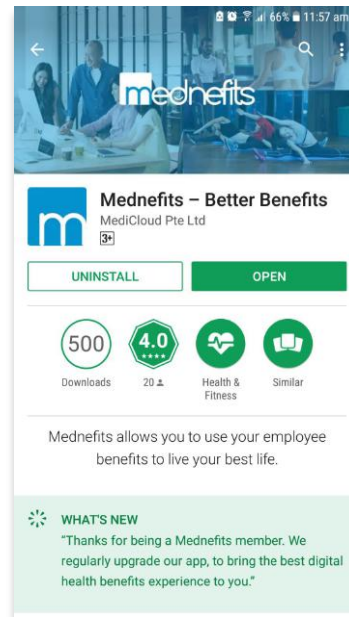 66% 11:57 am
mednefits
m
Mednefits – Better Benefits
MediCloud Pte Ltd
3+
UNINSTALL
OPEN
500
4.0
Downloads
20
Health &
Fitness
Similar
Mednefits allows you to use your employee
benefits to live your best life.
WHAT'S NEW
“Thanks for being a Mednefits member. We
regularly upgrade our app, to bring the best digital
health benefits experience to you.”